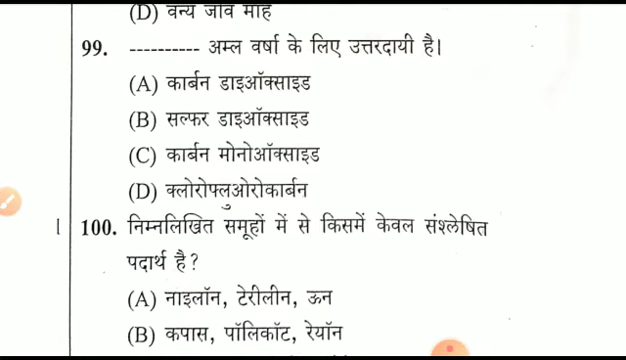 (D) वन्य जीव मोह
99. ---------- अम्ल वर्षा के लिए उत्तरदायी है।
(A) कार्बन डाइऑक्साइड
(B) सल्फर डाइऑक्साइड
(C) कार्बन मोनोऑक्साइड
(D) क्लोरोफ्लुओरोकार्बन
100. निम्नलिखित समूहों में से किसमें केवल संश्लेषित
पदार्थ है?
(A) नाइलॉन, टेरीलीन, ऊन
(B) कपास, पॉलिकॉट, रेयॉन